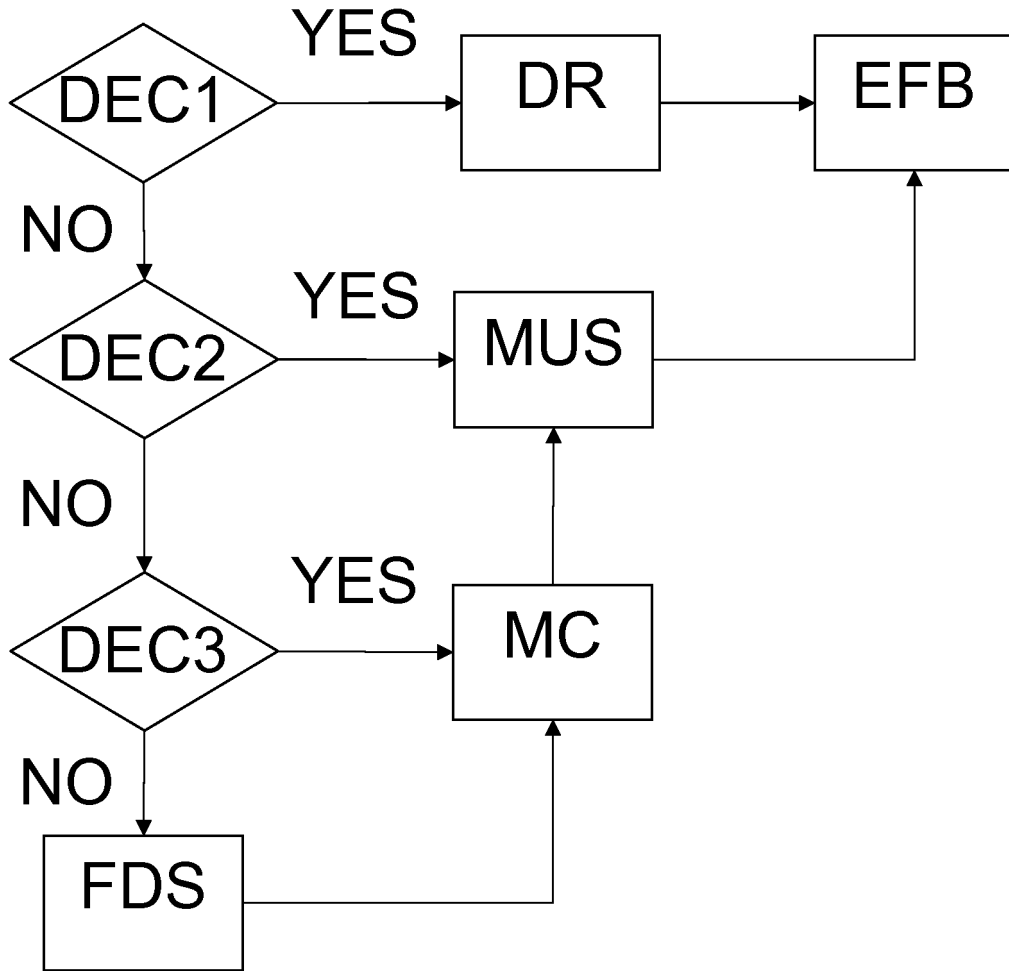 YES
DEC1
DR
EFB
NO
YES
DEC2
MUS
NO
YES
DEC3
MC
NO
FDS